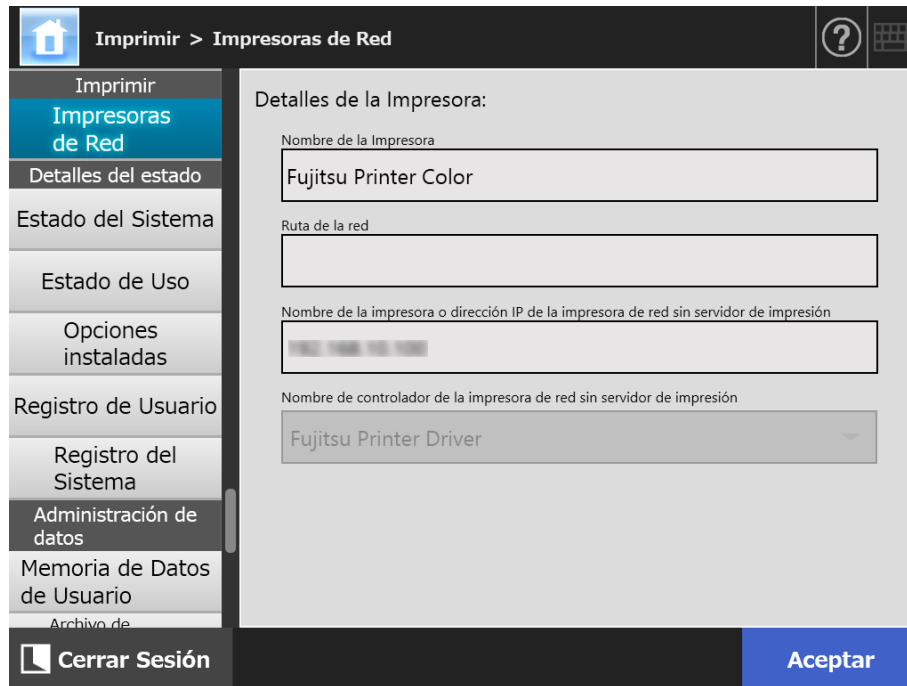 Imprimir > Impresoras de Red
?
Imprimir
Impresoras
de Red
Detalles del estado
Estado del Sistema
Estado de Uso
Opciones
instaladas
Registro de Usuario
Registro del
Sistema
Administración de
datos
Memoria de Datos
de Usuario
Archivo de
Cerrar Sesión
Detalles de la Impresora:
Nombre de la Impresora
Fujitsu Printer Color
Ruta de la red
Nombre de la impresora o dirección IP de la impresora de red sin servidor de impresión
Nombre de controlador de la impresora de red sin servidor de impresión
Fujitsu Printer Driver
Aceptar